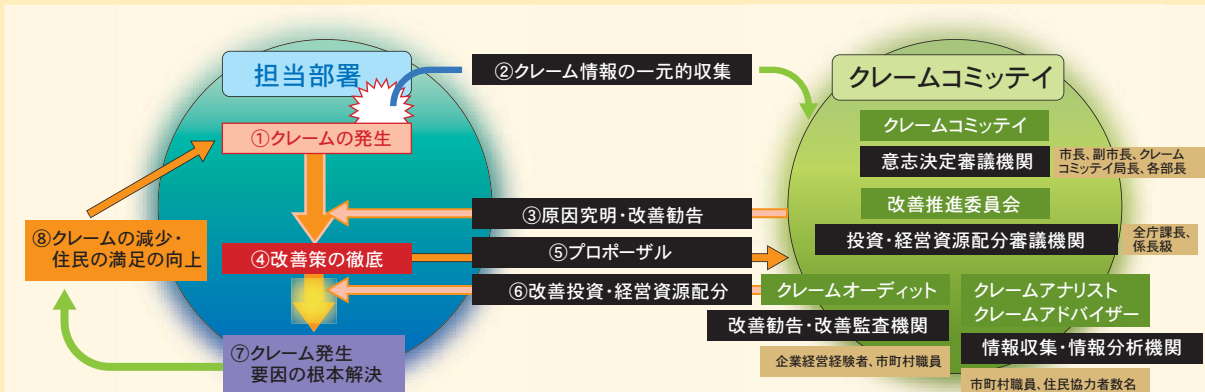 担当部署
①クレームの発生
④改善策の徹底
⑦クレーム発生
要因の根本解決
⑧クレームの減少・
住民の満足の向上
②クレーム情報の一元的収集
③原因究明・改善勧告
⑤プロポーザル
⑥改善投資・経営資源配分
クレームコミッテイ
クレームコミッテイ
意志決定審議機関
市長、副市長、クレーム
コミッテイ局長、各部長
改善推進委員会
投資・経営資源配分審議機関
全庁課長、
係長級
クレームオーディット
改善勧告・改善監査機関
企業経営経験者、市町村職員
クレームアナリスト
クレームアドバイザー
情報収集・情報分析機関
市町村職員、住民協力者数名